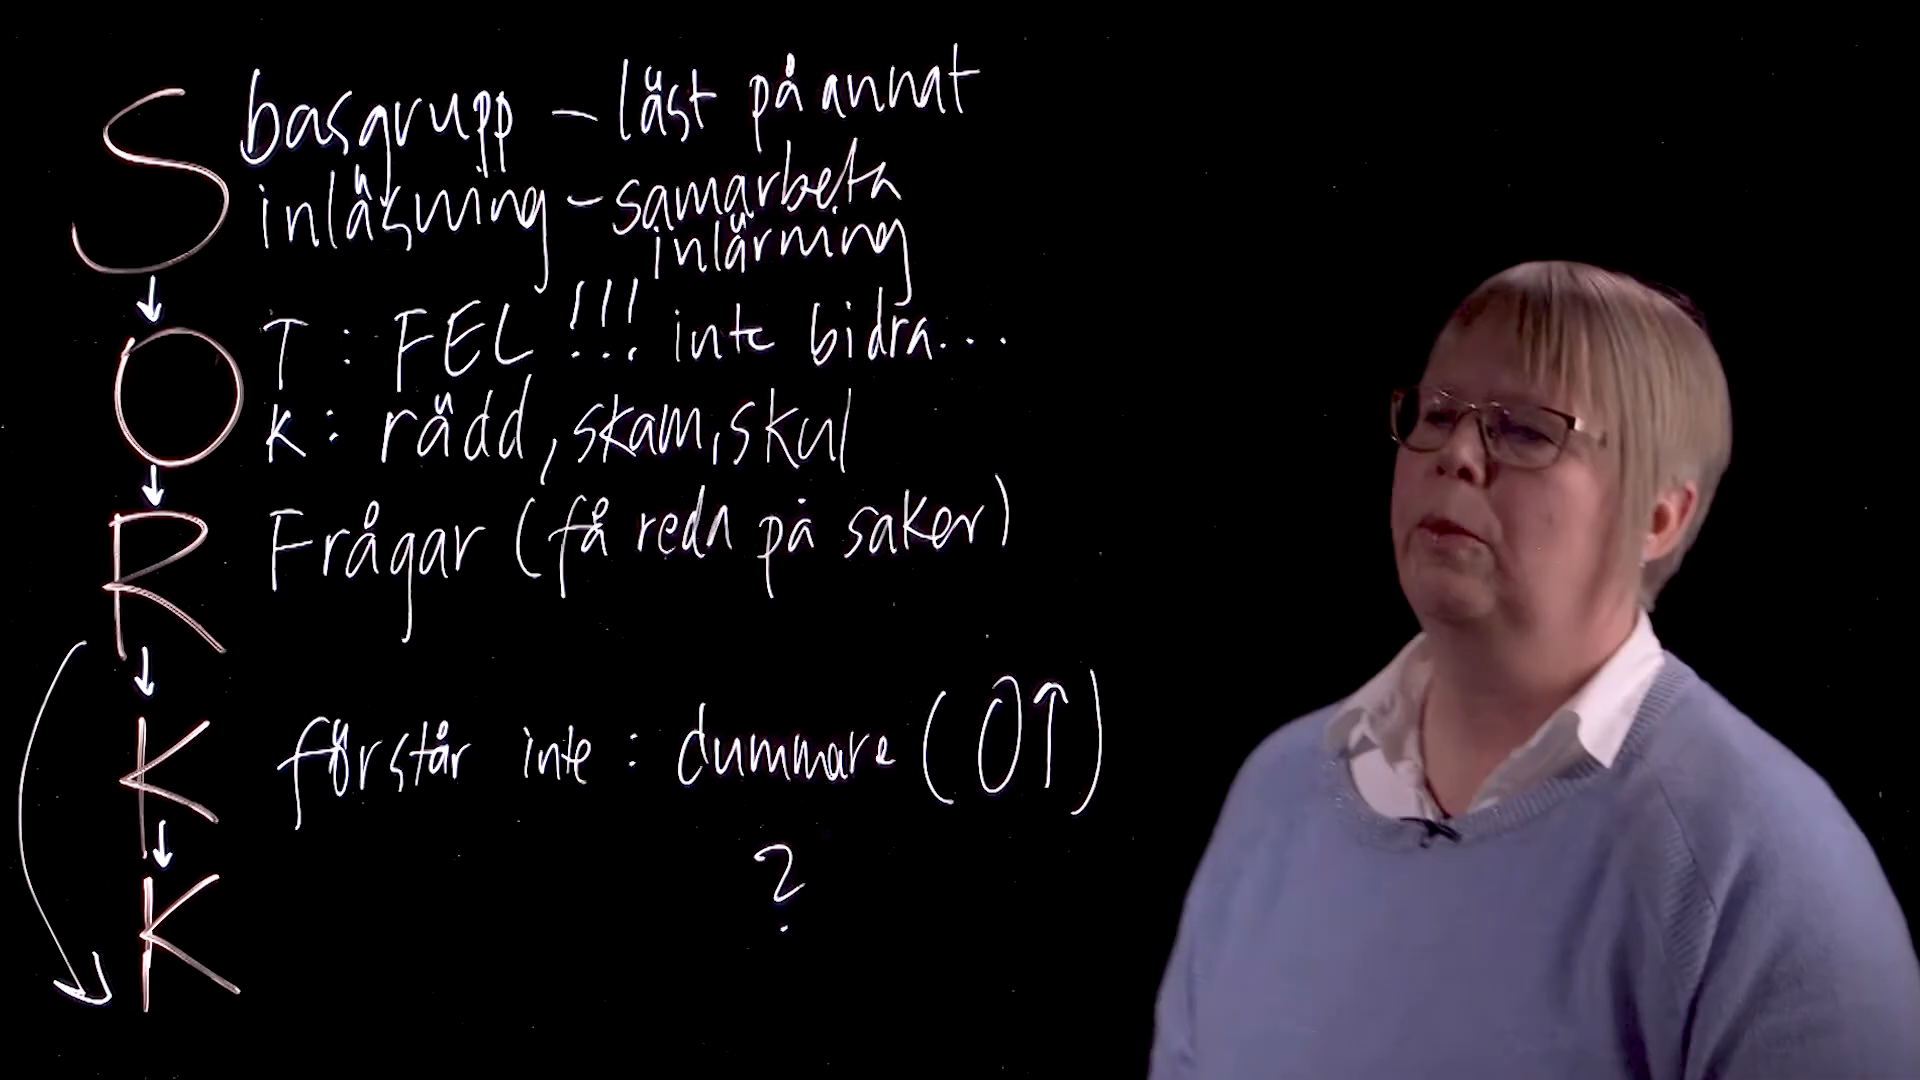 S basgrupp – läst på annat
inläsning – samarbeta
inlärning
O T: FEL!!! inte bidra...
K: rädd, skam, skul
R Frågar (få reda på saker)
K förstår inte: dummare (O↑)
?
K